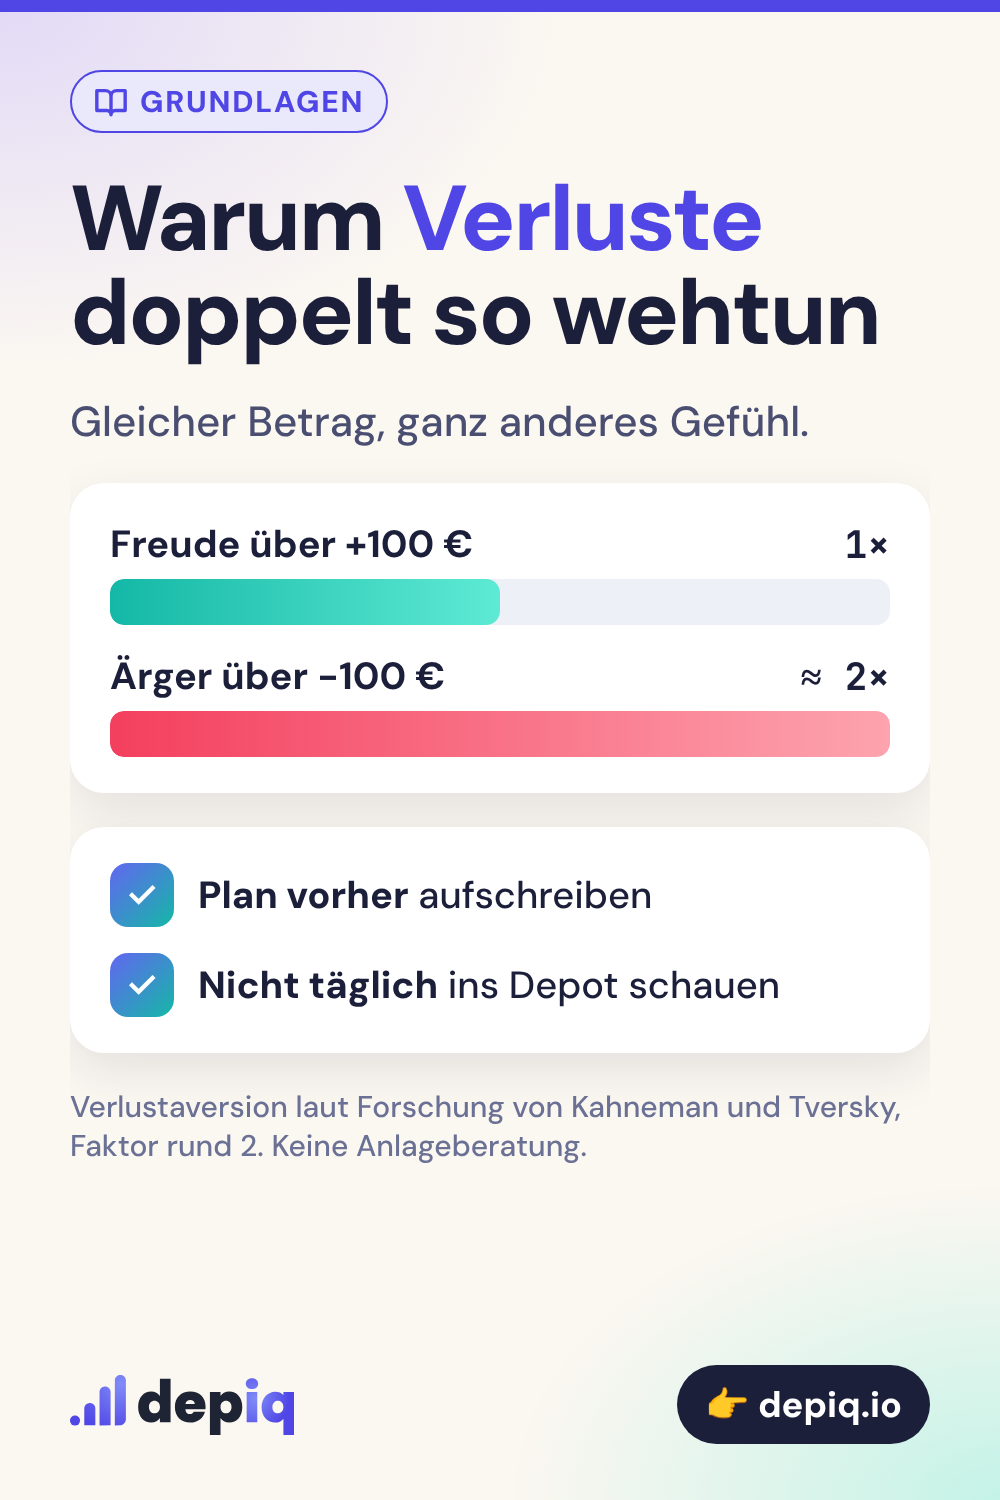 GRUNDLAGEN
Warum Verluste
doppelt so wehtun
Gleicher Betrag, ganz anderes Gefühl.
Freude über +100 € 1×
Ärger über −100 € ≈ 2×
Plan vorher aufschreiben
Nicht täglich ins Depot schauen
Verlustaversion laut Forschung von Kahneman und Tversky,
Faktor rund 2. Keine Anlageberatung.
depiq
👉 depiq.io